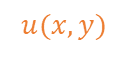 u(x, y)